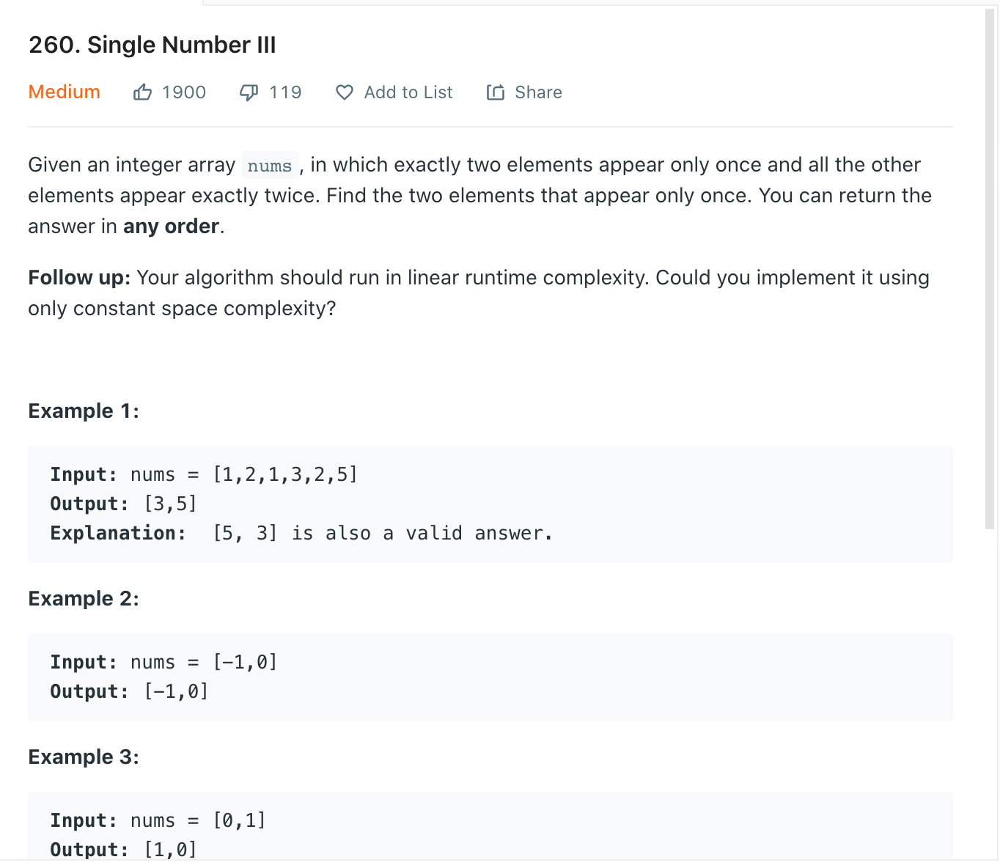 260. Single Number III
Medium 1900 119 Add to List Share
Given an integer array nums, in which exactly two elements appear only once and all the other
elements appear exactly twice. Find the two elements that appear only once. You can return the
answer in any order.
Follow up: Your algorithm should run in linear runtime complexity. Could you implement it using
only constant space complexity?
Example 1:
Input: nums = [1,2,1,3,2,5]
Output: [3,5]
Explanation:  [5, 3] is also a valid answer.
Example 2:
Input: nums = [-1,0]
Output: [-1,0]
Example 3:
Input: nums = [0,1]
Output: [1,0]